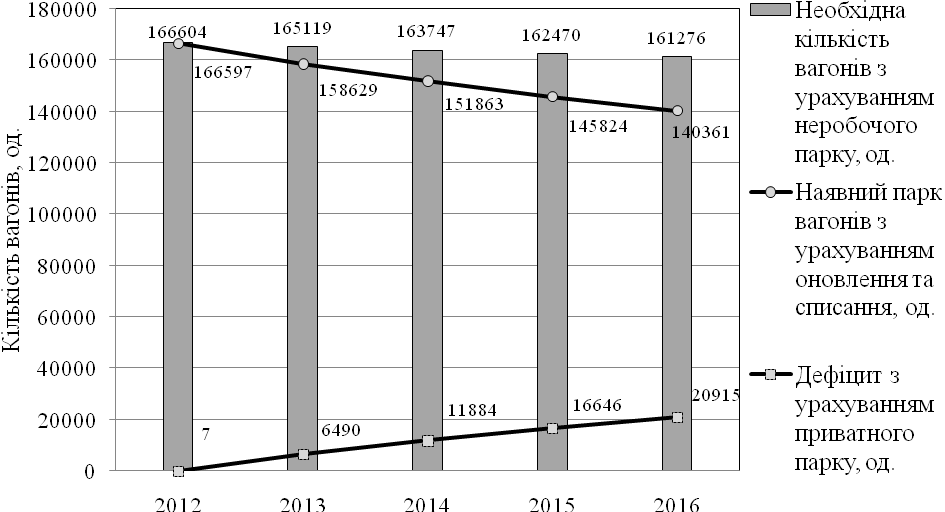 Кількість вагонів, од.
180000
160000
140000
120000
100000
80000
60000
40000
20000
0
166604
165119
163747
162470
161276
166597
158629
151863
145824
140361
7
6490
11884
16646
20915
2012
2013
2014
2015
2016
Необхідна
кількість
вагонів з
урахуванням
неробочого
парку, од.
Наявний парк
вагонів з
урахуванням
оновлення та
списання, од.
Дефіцит з
урахуванням
приватного
парку, од.